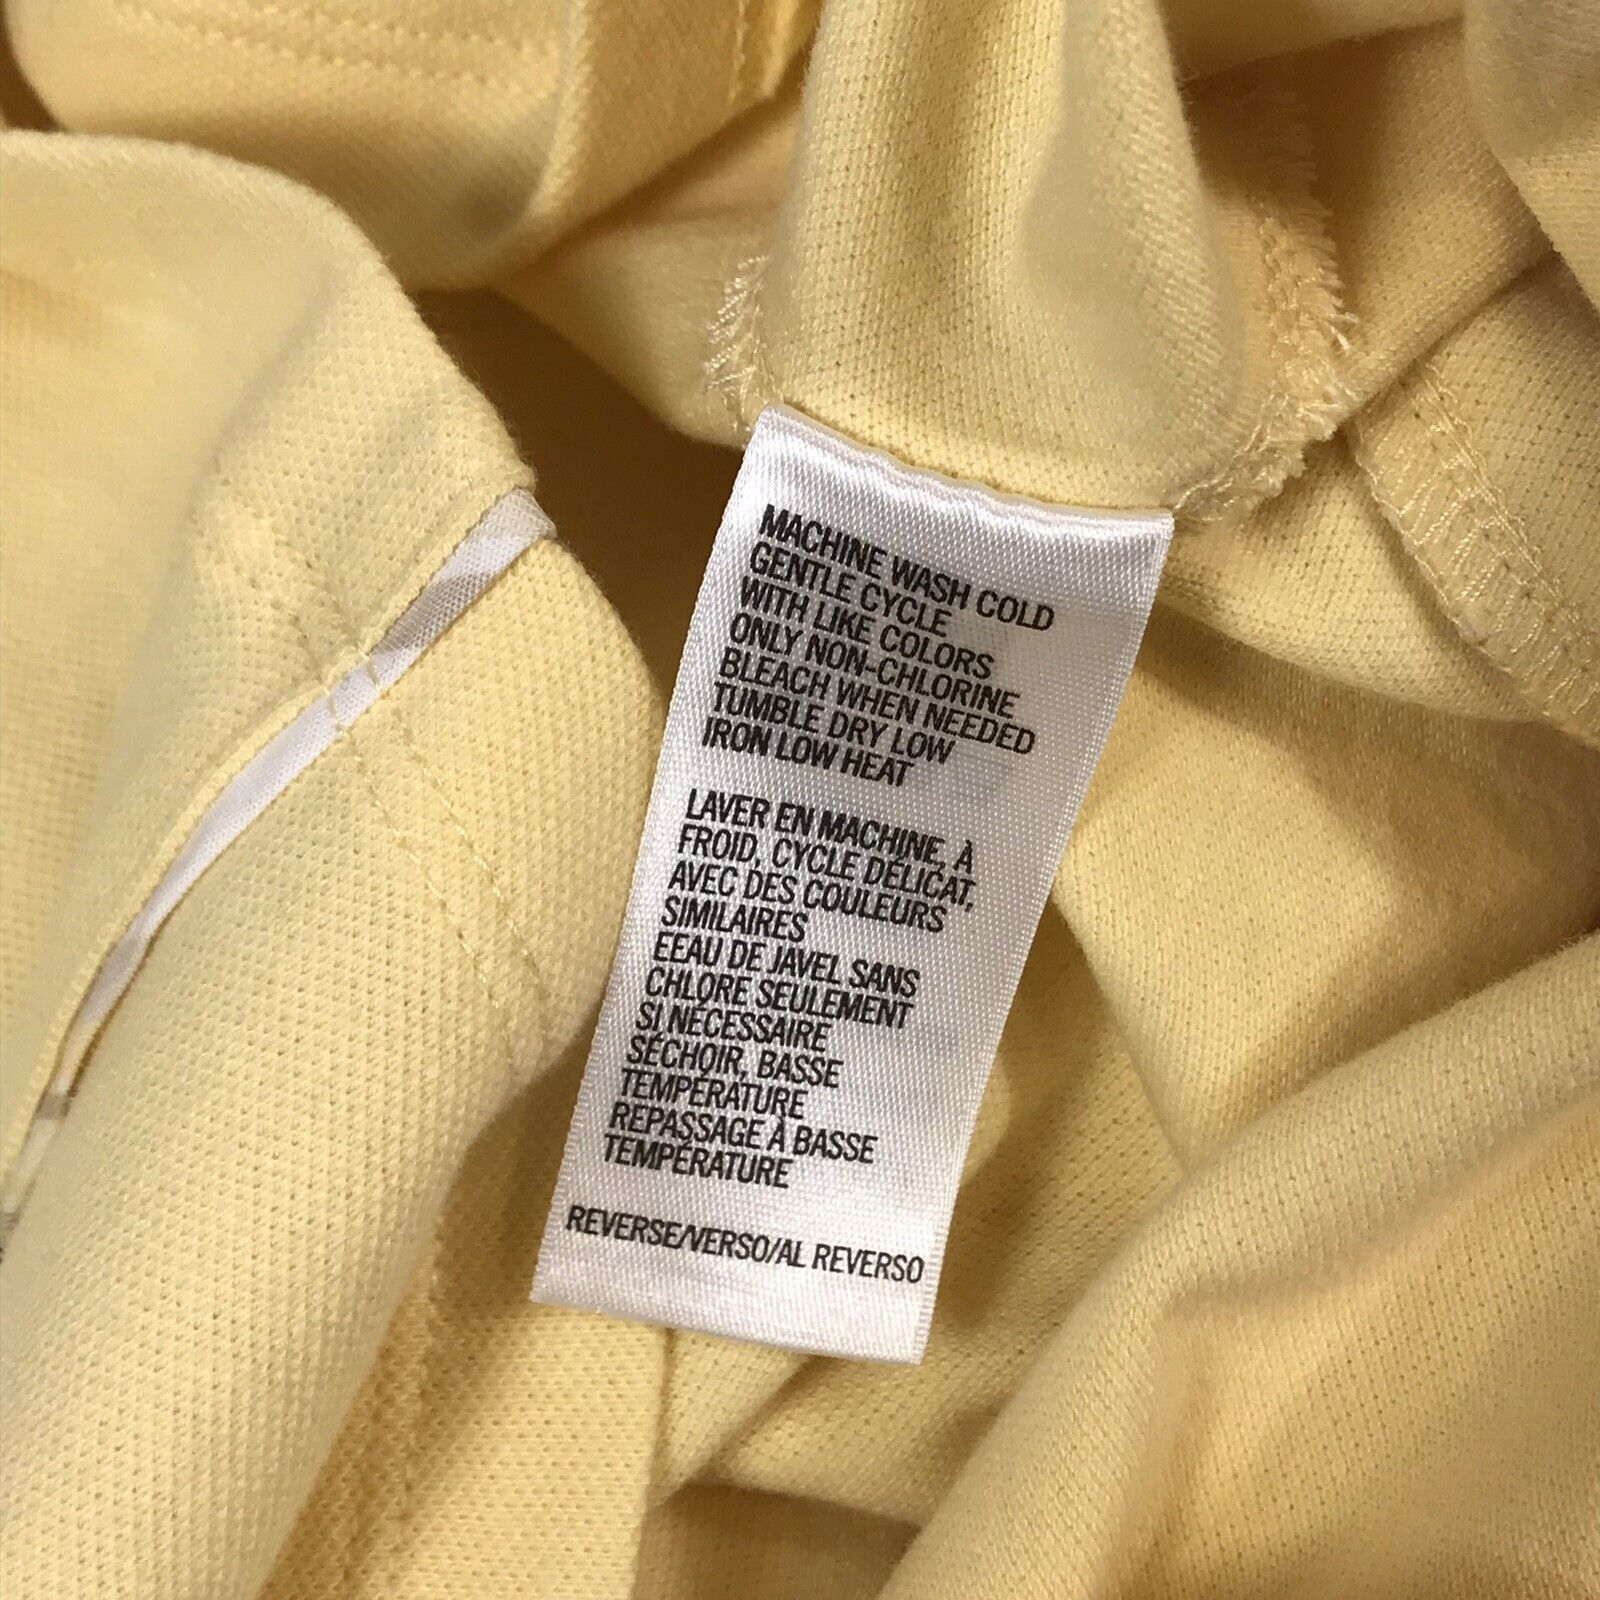 MACHINE WASH COLD
GENTLE CYCLE
WITH LIKE COLORS
ONLY NON-CHLORINE
BLEACH WHEN NEEDED
TUMBLE DRY LOW
IRON LOW HEAT
LAVER EN MACHINE, À
FROID, CYCLE DÉLICAT,
AVEC DES COULEURS
SIMILAIRES
EEAU DE JAVEL SANS
CHLORE SEULEMENT
SI NÉCESSAIRE
SÉCHOIR, BASSE
TEMPÉRATURE
REPASSAGE À BASSE
TEMPÉRATURE
REVERSE/VERSO/AL REVERSO